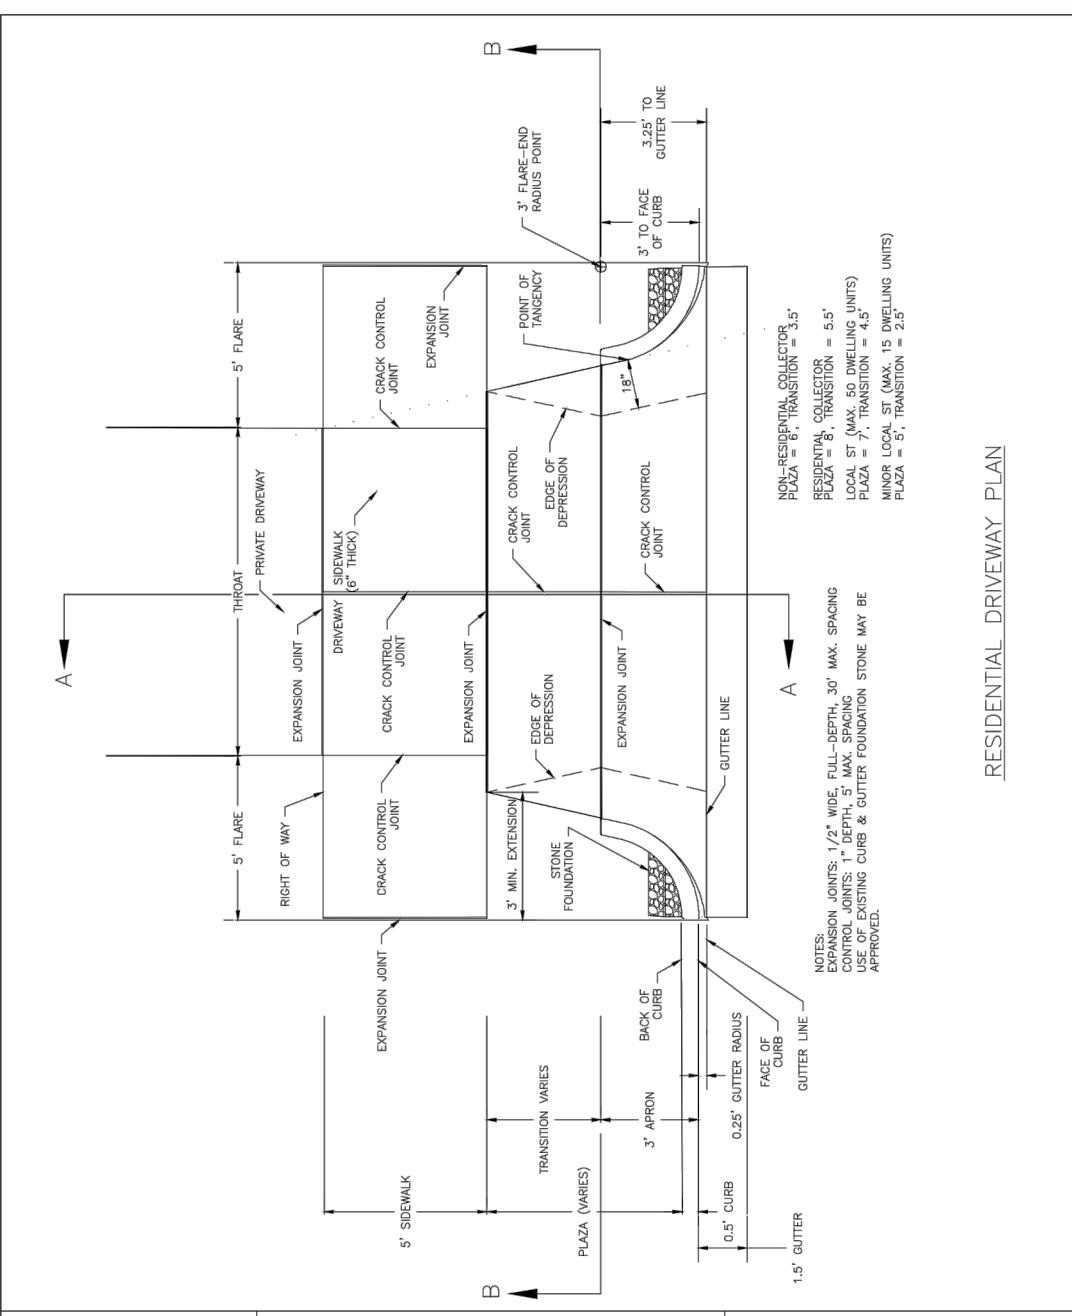 B
B
A
A
5' FLARE
THROAT
5' FLARE
PRIVATE DRIVEWAY
RIGHT OF WAY
EXPANSION JOINT
DRIVEWAY SIDEWALK
(6" THICK)
EXPANSION JOINT
CRACK CONTROL
JOINT
CRACK CONTROL
JOINT
CRACK CONTROL
JOINT
5' SIDEWALK
EXPANSION JOINT
EXPANSION
JOINT
3' MIN. EXTENSION
CRACK CONTROL
JOINT
3' FLARE-END
RADIUS POINT
POINT OF
TANGENCY
EDGE OF
DEPRESSION
EDGE OF
DEPRESSION
TRANSITION VARIES
STONE
FOUNDATION
PLAZA (VARIES)
EXPANSION JOINT
18"
3' APRON
BACK OF
CURB
CRACK CONTROL
JOINT
3' TO FACE
OF CURB
3.25' TO
GUTTER LINE
0.5' CURB
0.25' GUTTER RADIUS
GUTTER LINE
FACE OF
CURB
1.5' GUTTER
GUTTER LINE
NON-RESIDENTIAL COLLECTOR
PLAZA = 6', TRANSITION = 3.5'
RESIDENTIAL COLLECTOR
PLAZA = 8', TRANSITION = 5.5'
LOCAL ST (MAX. 50 DWELLING UNITS)
PLAZA = 7', TRANSITION = 4.5'
MINOR LOCAL ST (MAX. 15 DWELLING UNITS)
PLAZA = 5', TRANSITION = 2.5'
NOTES:
EXPANSION JOINTS: 1/2" WIDE, FULL-DEPTH, 30' MAX. SPACING
CONTROL JOINTS: 1" DEPTH, 5' MAX. SPACING
USE OF EXISTING CURB & GUTTER FOUNDATION STONE MAY BE
APPROVED.
RESIDENTIAL DRIVEWAY PLAN